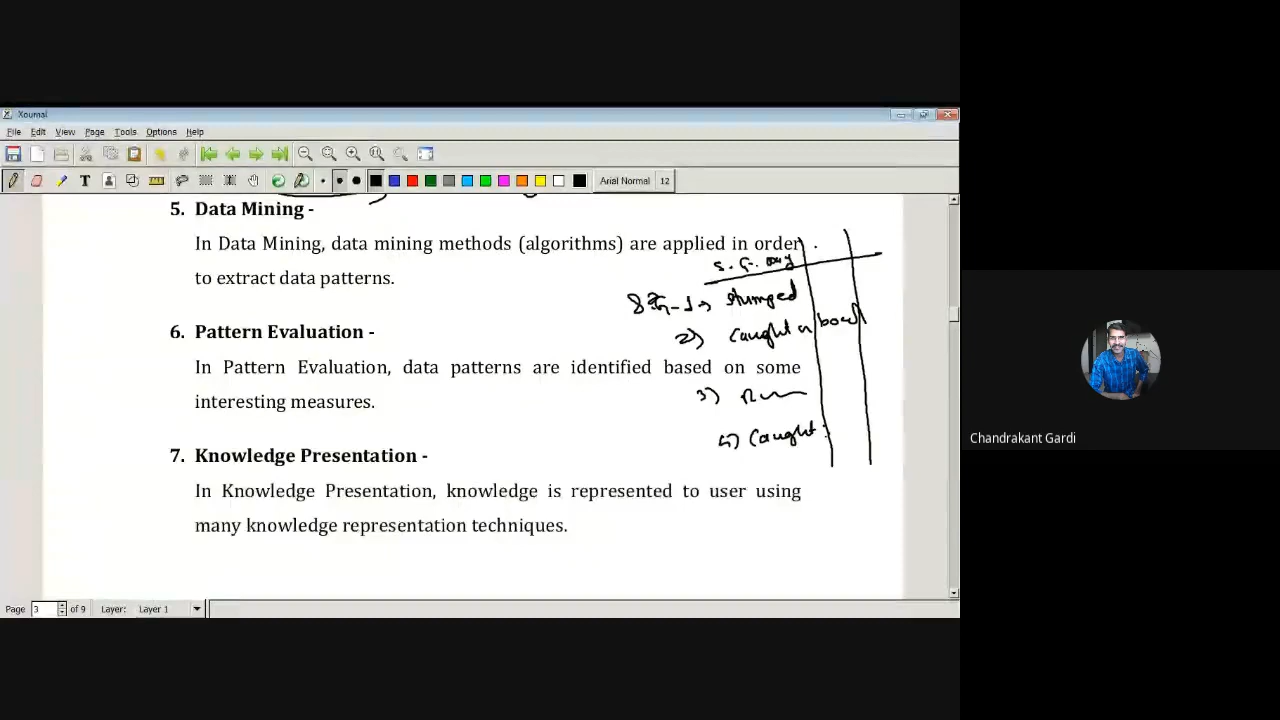 Xournal
File Edit View Page Tools Options Help
Arial Normal 12
5. Data Mining -
In Data Mining, data mining methods (algorithms) are applied in order
to extract data patterns.
6. Pattern Evaluation -
In Pattern Evaluation, data patterns are identified based on some
interesting measures.
7. Knowledge Presentation -
In Knowledge Presentation, knowledge is represented to user using
many knowledge representation techniques.
stumped
2) Caught
3) Run
4) Caught
Page 3 of 9 Layer: Layer 1
Chandrakant Gardi